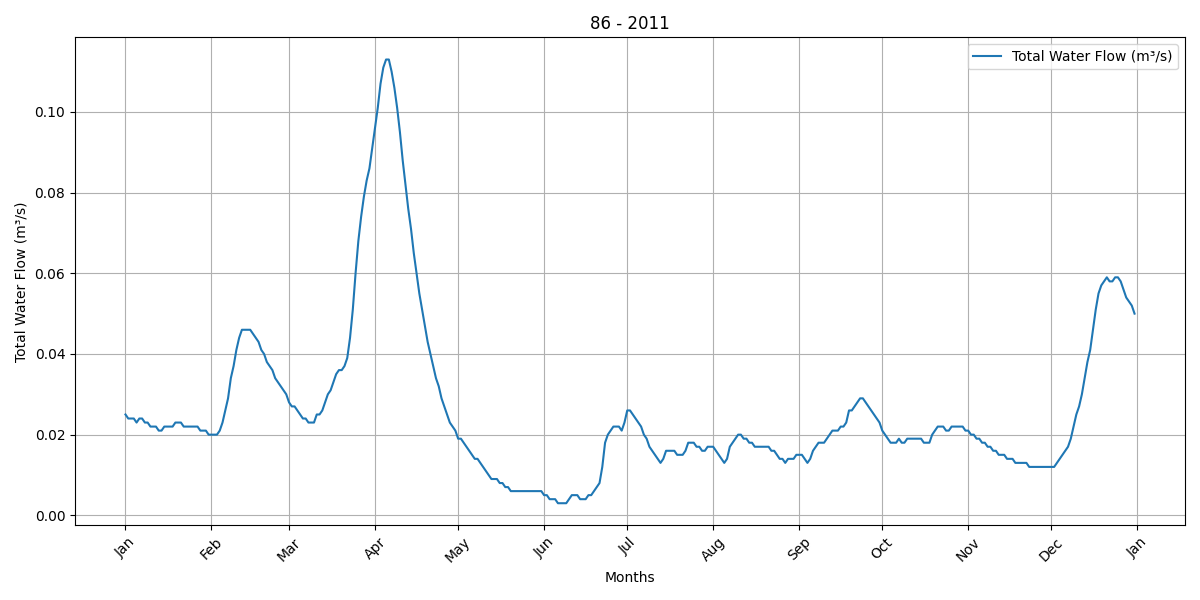 86 - 2011
Total Water Flow (m³/s)
Total Water Flow (m³/s)
0.10
0.08
0.06
0.04
0.02
0.00
Jan
Feb
Mar
Apr
May
Jun
Jul
Aug
Sep
Oct
Nov
Dec
Jan
Months